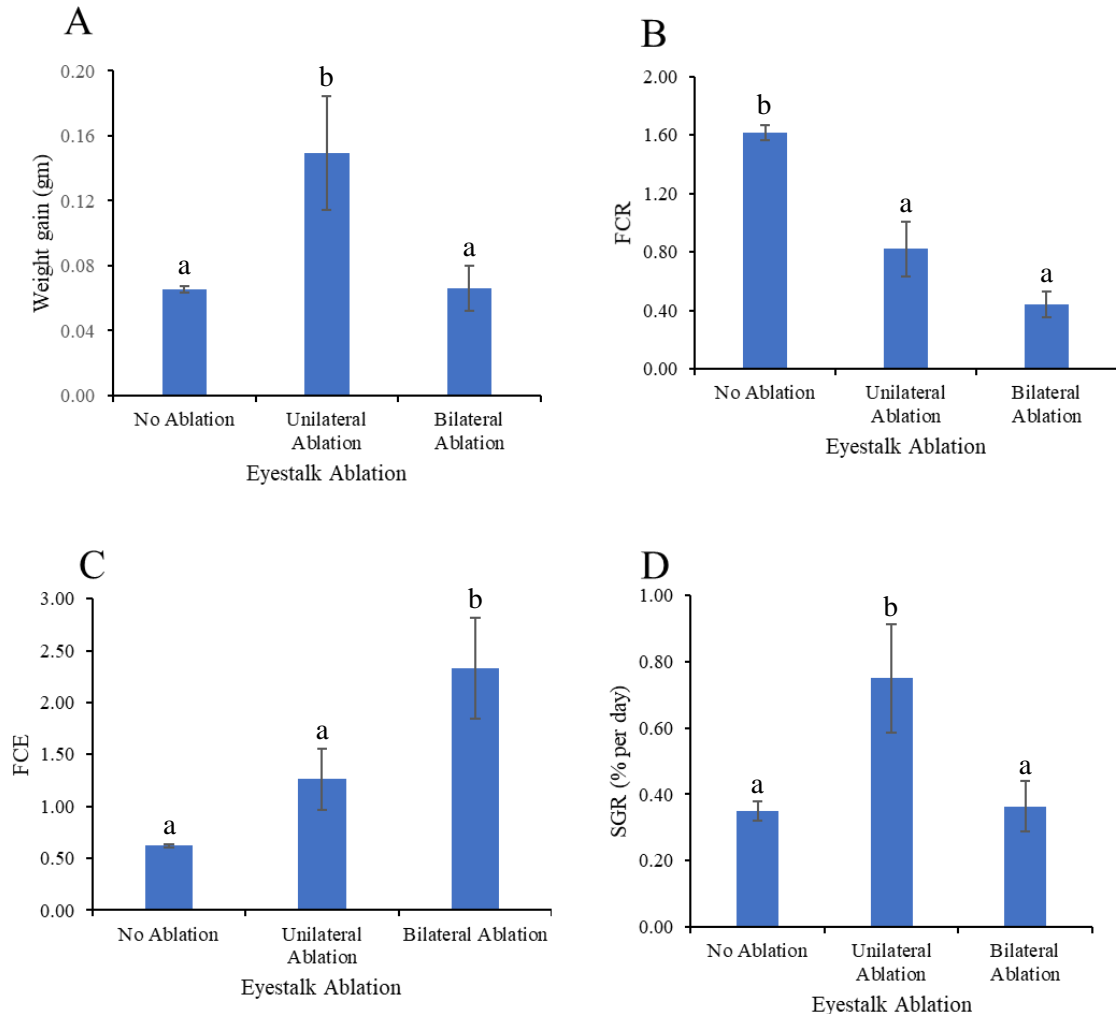 A
Weight gain (gm)
0.20
0.16
0.12
0.08
0.04
0.00
a
b
a
No Ablation
Unilateral
Ablation
Bilateral
Ablation
Eyestalk Ablation
B
FCR
2.00
1.60
1.20
0.80
0.40
0.00
b
a
a
No Ablation
Unilateral
Ablation
Bilateral
Ablation
Eyestalk Ablation
C
FCE
3.00
2.50
2.00
1.50
1.00
0.50
0.00
a
a
b
No Ablation
Unilateral
Ablation
Bilateral Ablation
Eyestalk Ablation
D
SGR (% per day)
1.00
0.80
0.60
0.40
0.20
0.00
a
b
a
No Ablation
Unilateral
Ablation
Bilateral
Ablation
Eyestalk Ablation